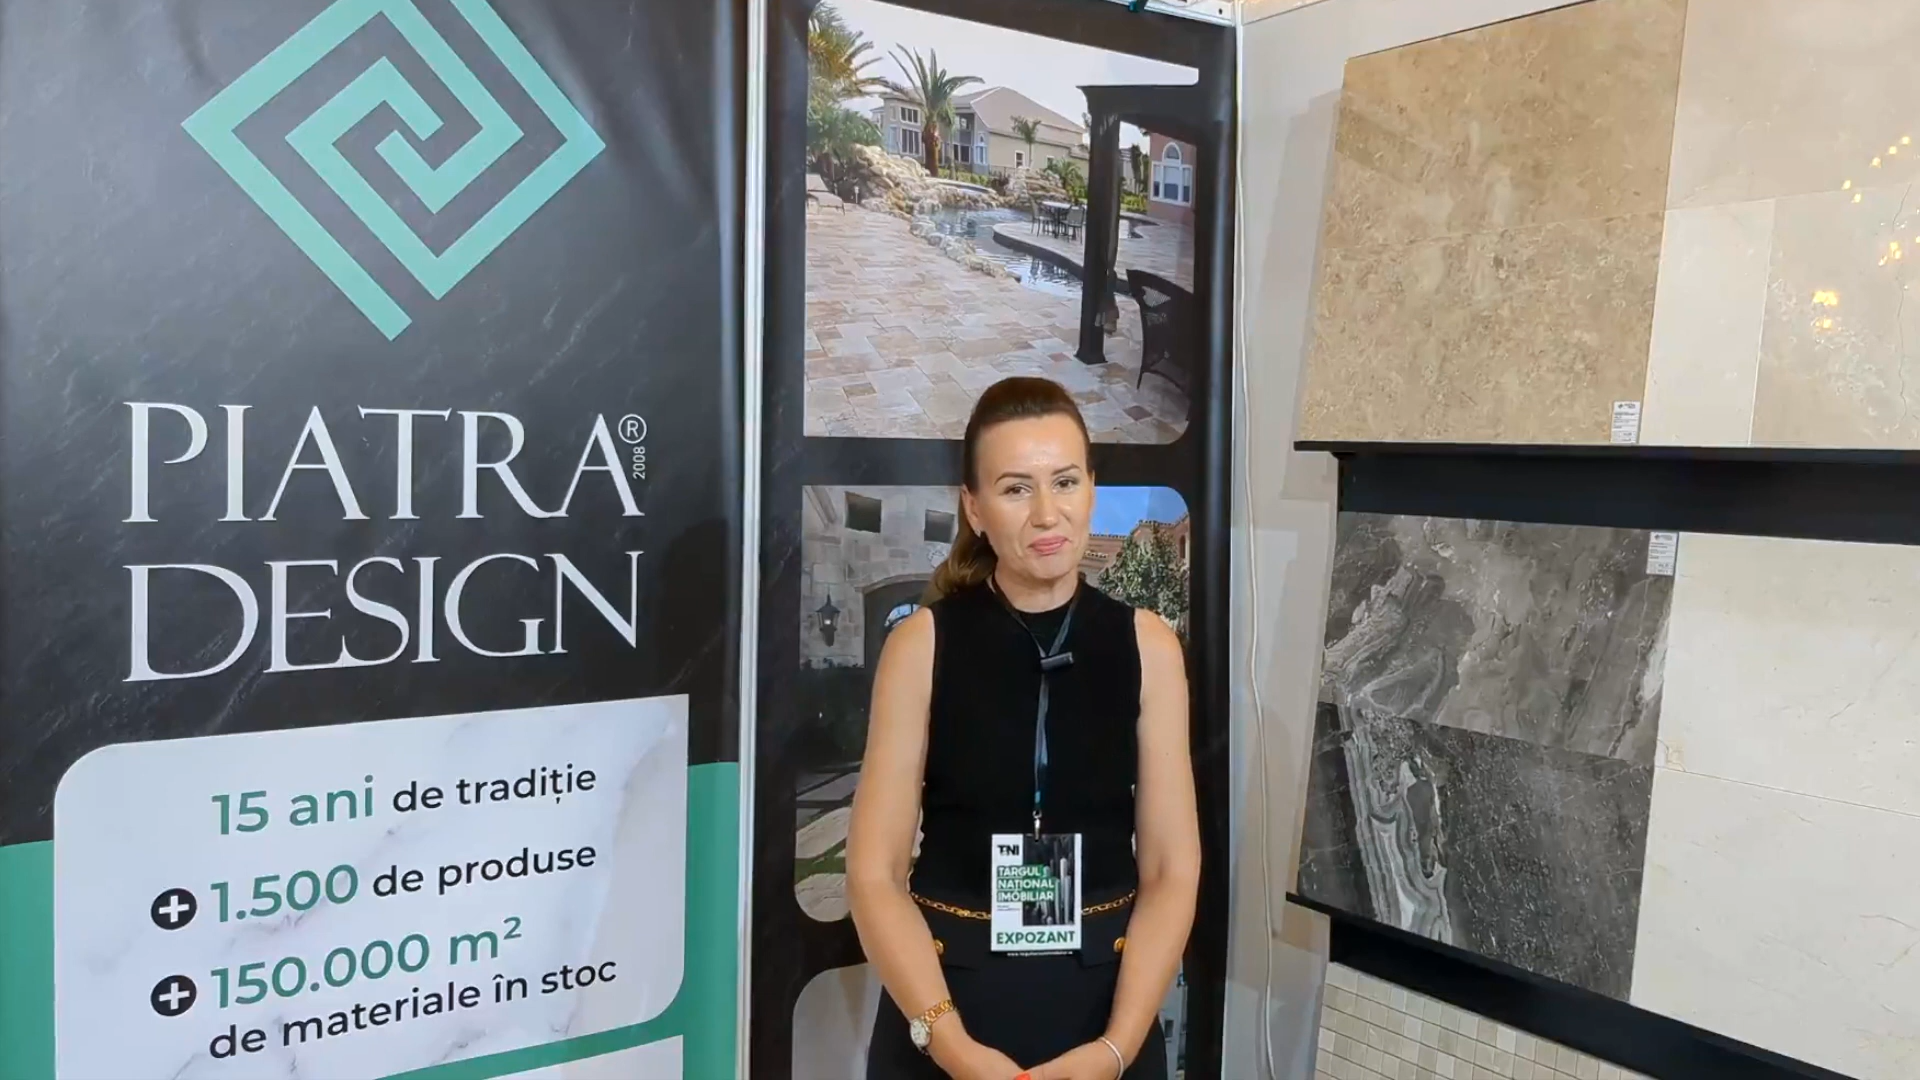 PIATRA®
2008
DESIGN
15 ani de tradiție
+ 1.500 de produse
+ 150.000 m²
de materiale în stoc
TNI
TARGUL
NAȚIONAL
IMOBILIAR
EXPOZANT